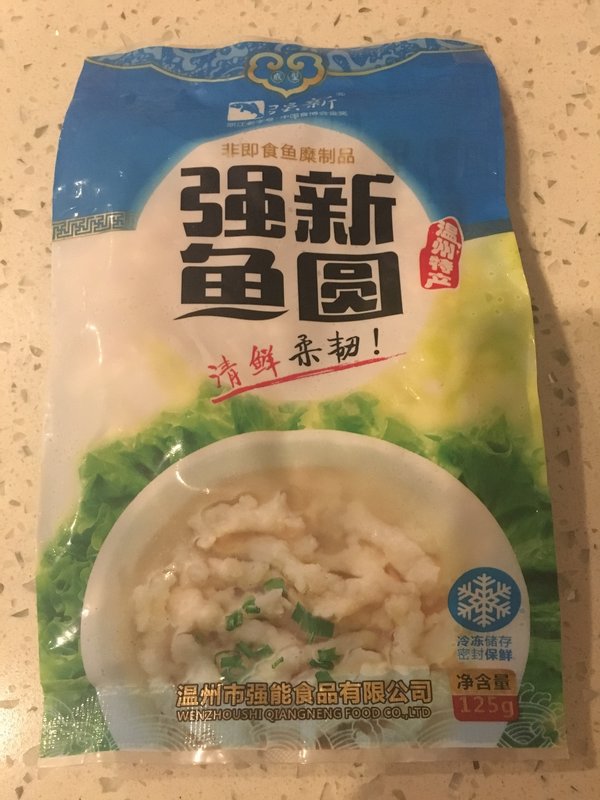 强新
非即食鱼糜制品
强新
鱼圆
温州特产
清鲜柔韧！
冷冻储存
密封保鲜
净含量
125g
温州市强能食品有限公司
WENZHOUSHI QIANGNENG FOOD CO.,LTD